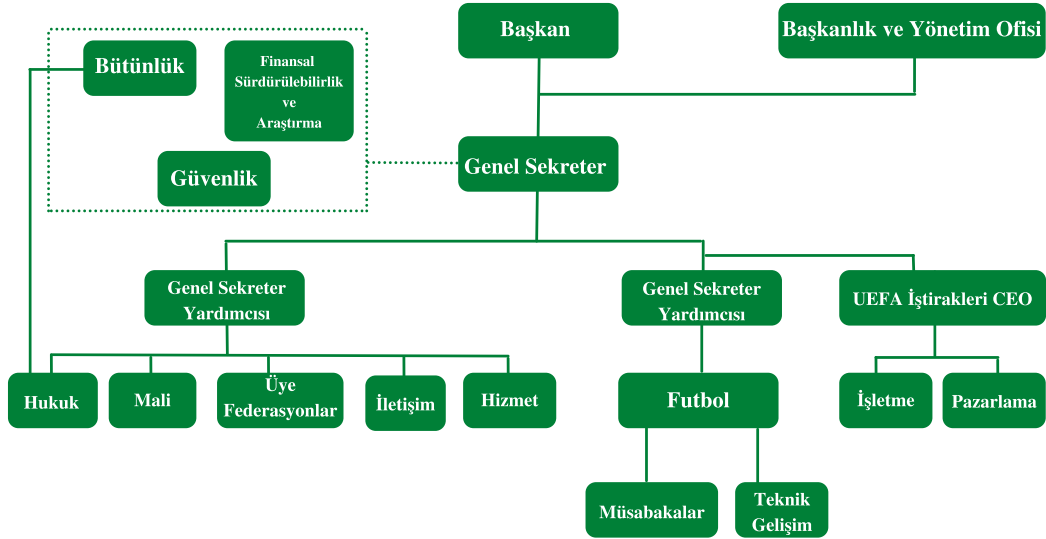 Başkan
Başkanlık ve Yönetim Ofisi
Bütünlük
Finansal
Sürdürülebilirlik
ve
Araştırma
Güvenlik
Genel Sekreter
Genel Sekreter
Yardımcısı
Genel Sekreter
Yardımcısı
UEFA İştirakleri CEO
Hukuk
Mali
Üye
Federasyonlar
İletişim
Hizmet
Futbol
İşletme
Pazarlama
Müsabakalar
Teknik
Gelişim